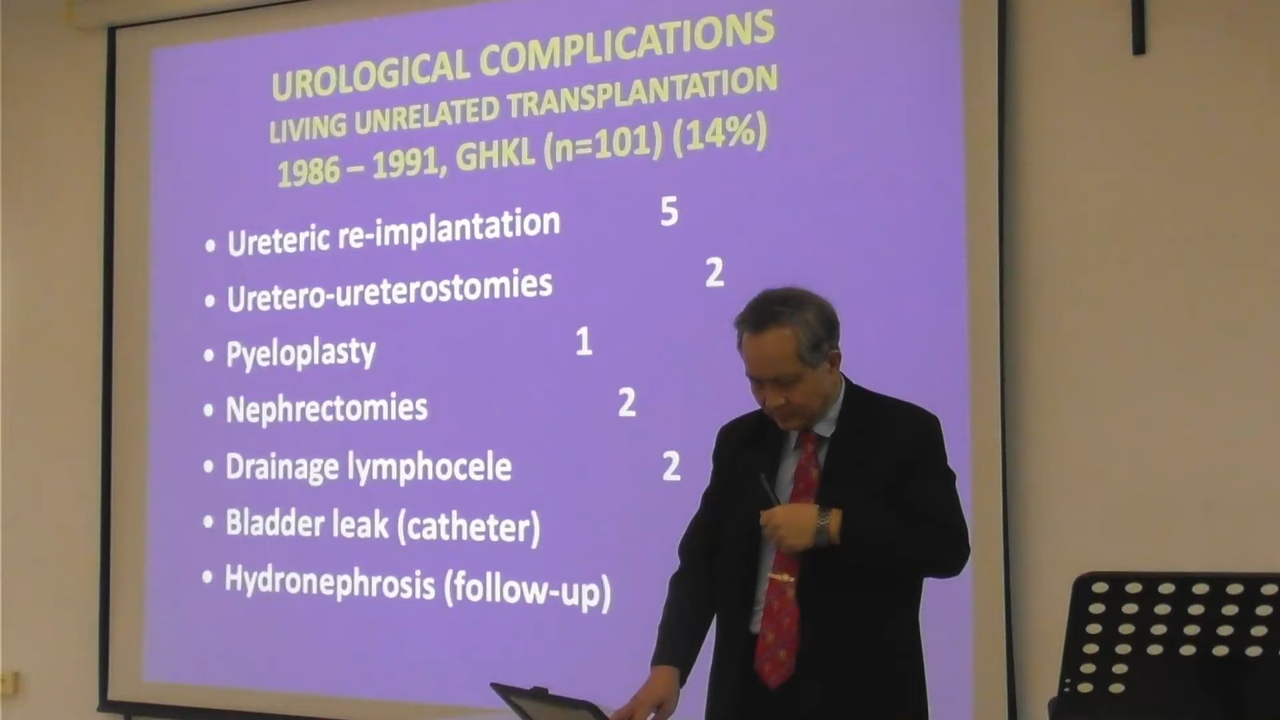 UROLOGICAL COMPLICATIONS
LIVING UNRELATED TRANSPLANTATION
1986 – 1991, GHKL (n=101) (14%)
• Ureteric re-implantation 5
• Uretero-ureterostomies 2
• Pyeloplasty 1
• Nephrectomies 2
• Drainage lymphocele 2
• Bladder leak (catheter)
• Hydronephrosis (follow-up)